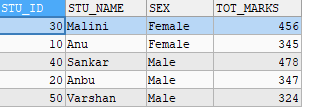 STU_ID STU_NAME SEX TOT_MARKS
30 Malini Female 456
10 Anu Female 345
40 Sankar Male 478
20 Anbu Male 347
50 Varshan Male 324